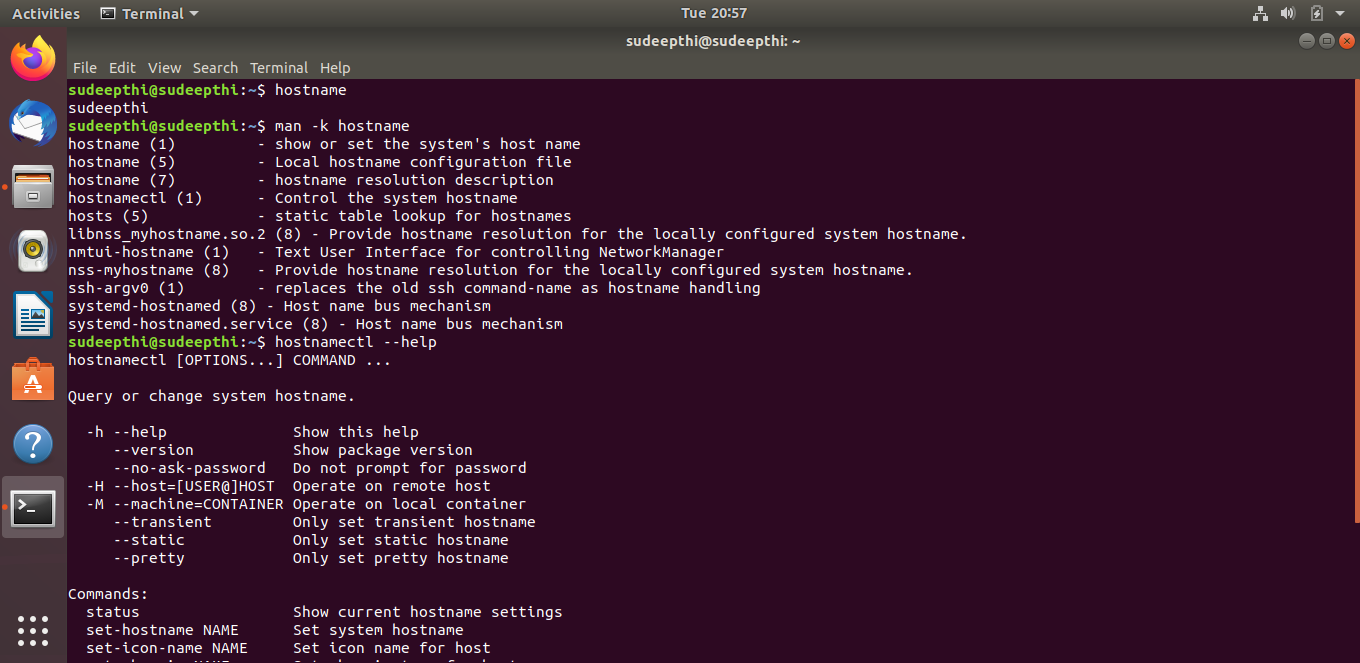 Activities Terminal Tue 20:57
sudeepthi@sudeepthi: ~
File Edit View Search Terminal Help
sudeepthi@sudeepthi:~$ hostname
sudeepthi
sudeepthi@sudeepthi:~$ man -k hostname
hostname (1)         - show or set the system's host name
hostname (5)         - Local hostname configuration file
hostname (7)         - hostname resolution description
hostnamectl (1)      - Control the system hostname
hosts (5)            - static table lookup for hostnames
libnss_myhostname.so.2 (8) - Provide hostname resolution for the locally configured system hostname.
nmtui-hostname (1)   - Text User Interface for controlling NetworkManager
nss-myhostname (8)   - Provide hostname resolution for the locally configured system hostname.
ssh-argv0 (1)        - replaces the old ssh command-name as hostname handling
systemd-hostnamed (8) - Host name bus mechanism
systemd-hostnamed.service (8) - Host name bus mechanism
sudeepthi@sudeepthi:~$ hostnamectl --help
hostnamectl [OPTIONS...] COMMAND ...
Query or change system hostname.
  -h --help              Show this help
     --version           Show package version
     --no-ask-password   Do not prompt for password
  -H --host=[USER@]HOST  Operate on remote host
  -M --machine=CONTAINER Operate on local container
     --transient         Only set transient hostname
     --static            Only set static hostname
     --pretty            Only set pretty hostname
Commands:
  status                 Show current hostname settings
  set-hostname NAME      Set system hostname
  set-icon-name NAME     Set icon name for host